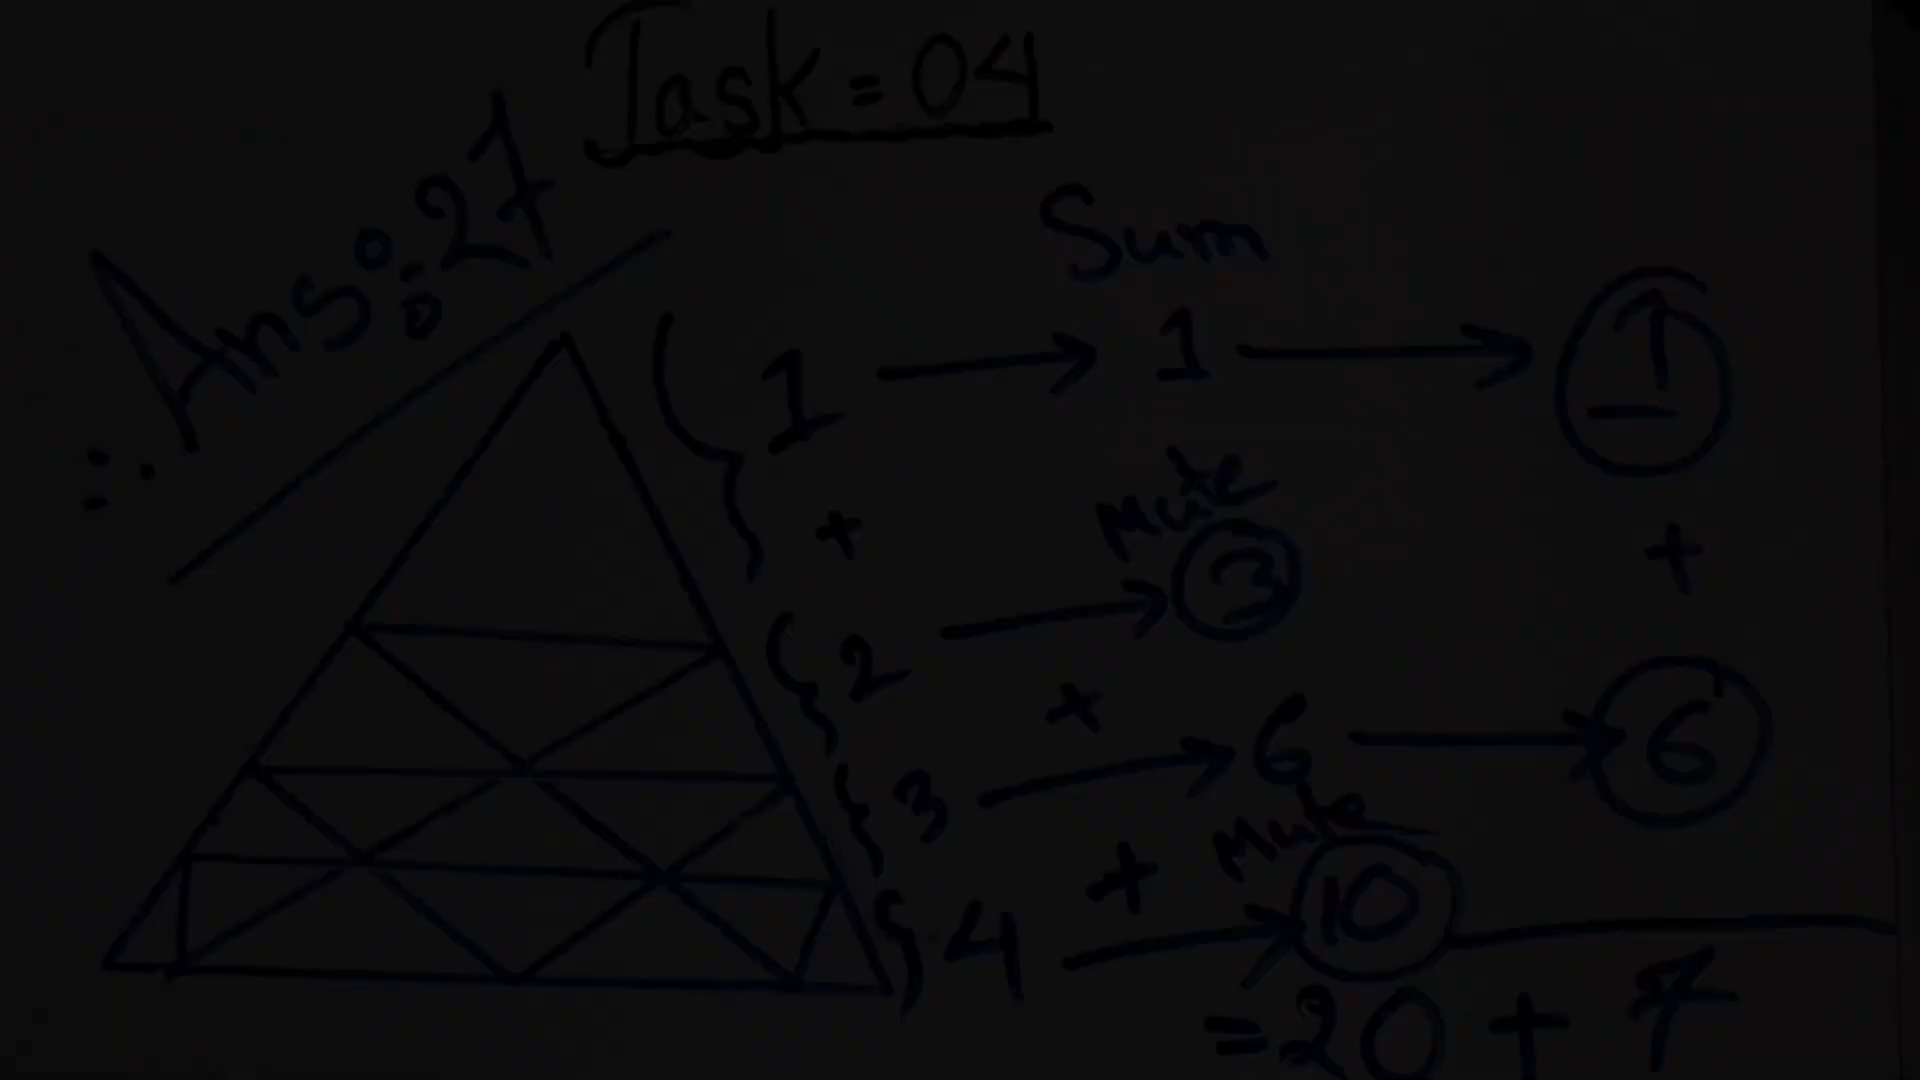 Task = 04
∴ Ans: 27
Sum
1 → 1 → 1
+ +
Mute
2 → 3
+
3 → 6 → 6
+ Mute
4 → 10
= 20 + 7